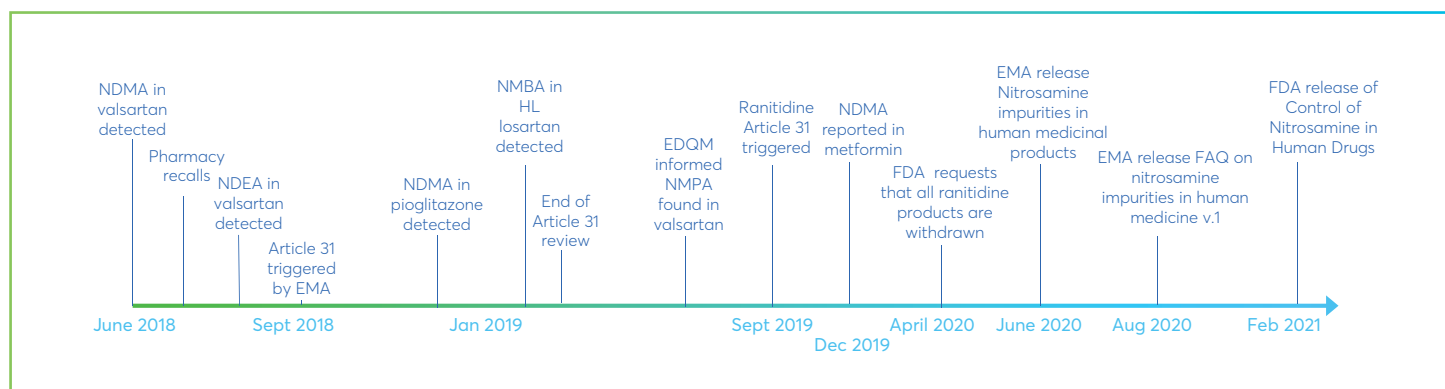 NDMA in
valsartan
detected
Pharmacy
recalls
NDEA in
valsartan
detected
Article 31
triggered
by EMA
NDMA in
pioglitazone
detected
NMBA in
HL
losartan
detected
End of
Article 31
review
EDQM
informed
NMPA
found in
valsartan
Ranitidine
Article 31
triggered
NDMA
reported in
metformin
FDA requests
that all ranitidine
products are
withdrawn
EMA release
Nitrosamine
impurities in
human medicinal
products
EMA release FAQ on
nitrosamine
impurities in human
medicine v.1
FDA release of
Control of
Nitrosamine in
Human Drugs
June 2018
Sept 2018
Jan 2019
Sept 2019
Dec 2019
April 2020
June 2020
Aug 2020
Feb 2021